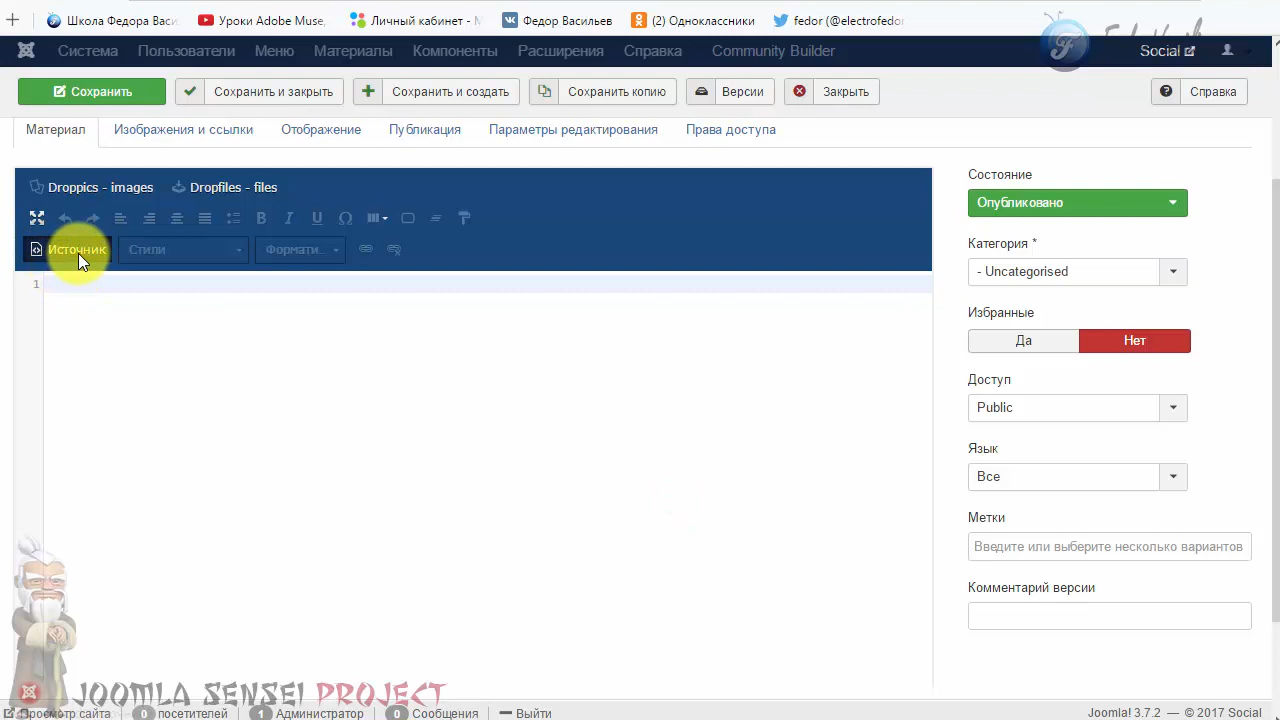 Школа Федора Васи
Уроки Adobe Muse,
Личный кабинет - М
Федор Васильев
(2) Одноклассники
fedor (@electrofedor
Система Пользователи Меню Материалы Компоненты Расширения Справка Community Builder Social
Сохранить Сохранить и закрыть Сохранить и создать Сохранить копию Версии Закрыть Справка
Материал Изображения и ссылки Отображение Публикация Параметры редактирования Права доступа
Droppics - images Dropfiles - files
B I U Ω
Источник Стили Формати...
1
Состояние
Опубликовано
Категория *
- Uncategorised
Избранные
Да Нет
Доступ
Public
Язык
Все
Метки
Введите или выберите несколько вариантов
Комментарий версии
JOOMLA SENSEI PROJECT
Просмотр сайта 0 посетителей 1 Администратор 0 Сообщения Выйти
Joomla! 3.7.2 — © 2017 Social